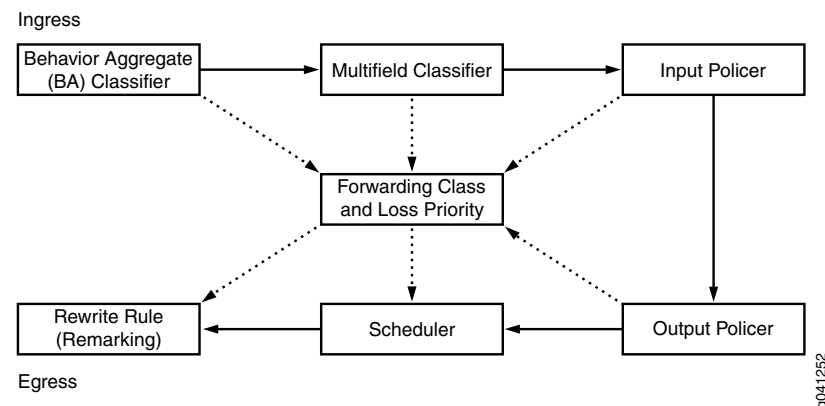 Ingress
Behavior Aggregate
(BA) Classifier
Multifield Classifier
Input Policer
Forwarding Class
and Loss Priority
Rewrite Rule
(Remarking)
Scheduler
Output Policer
Egress
g041252